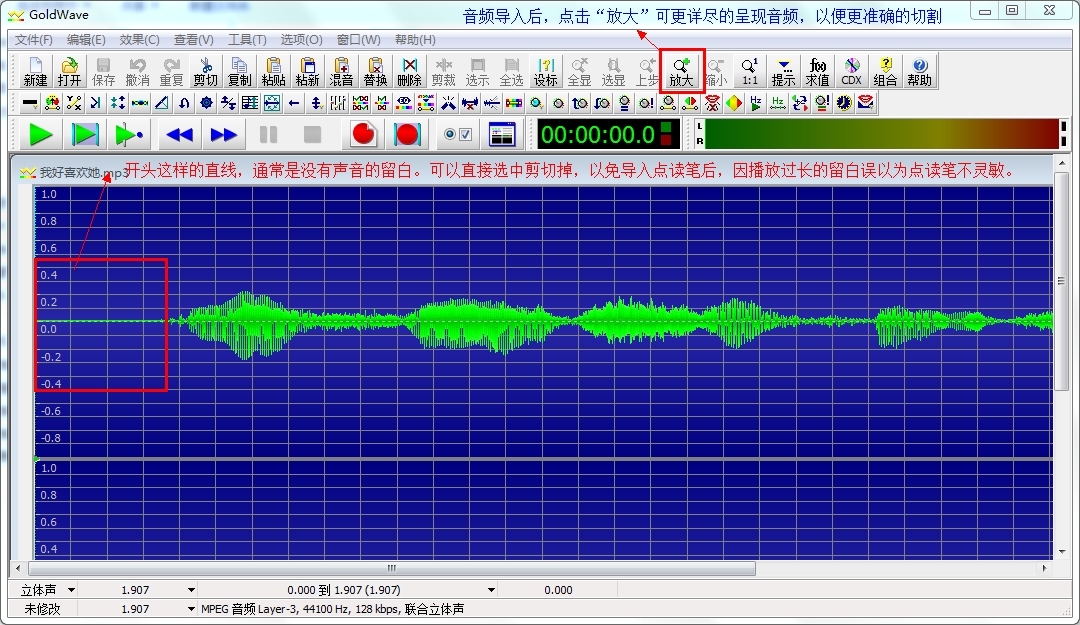 GoldWave
音频导入后，点击“放大”可更详尽的呈现音频，以便更准确的切割
文件(F) 编辑(E) 效果(C) 查看(V) 工具(T) 选项(O) 窗口(W) 帮助(H)
新建 打开 保存 撤消 重复 剪切 复制 粘贴 粘新 混音 替换 删除 剪裁 选示 全选 设标 全显 选显 上步 放大 缩小 1:1 提示 求值 CDX 组合 帮助
00:00:00.0
L
R
我好喜欢她.mp3
开头这样的直线，通常是没有声音的留白。可以直接选中剪切掉，以免导入点读笔后，因播放过长的留白误以为点读笔不灵敏。
1.0
0.8
0.6
0.4
0.2
0.0
-0.2
-0.4
-0.6
-0.8
1.0
0.8
0.6
0.4
立体声 1.907 0.000 到 1.907 (1.907) 0.000
未修改 1.907 MPEG 音频 Layer-3, 44100 Hz, 128 kbps, 联合立体声